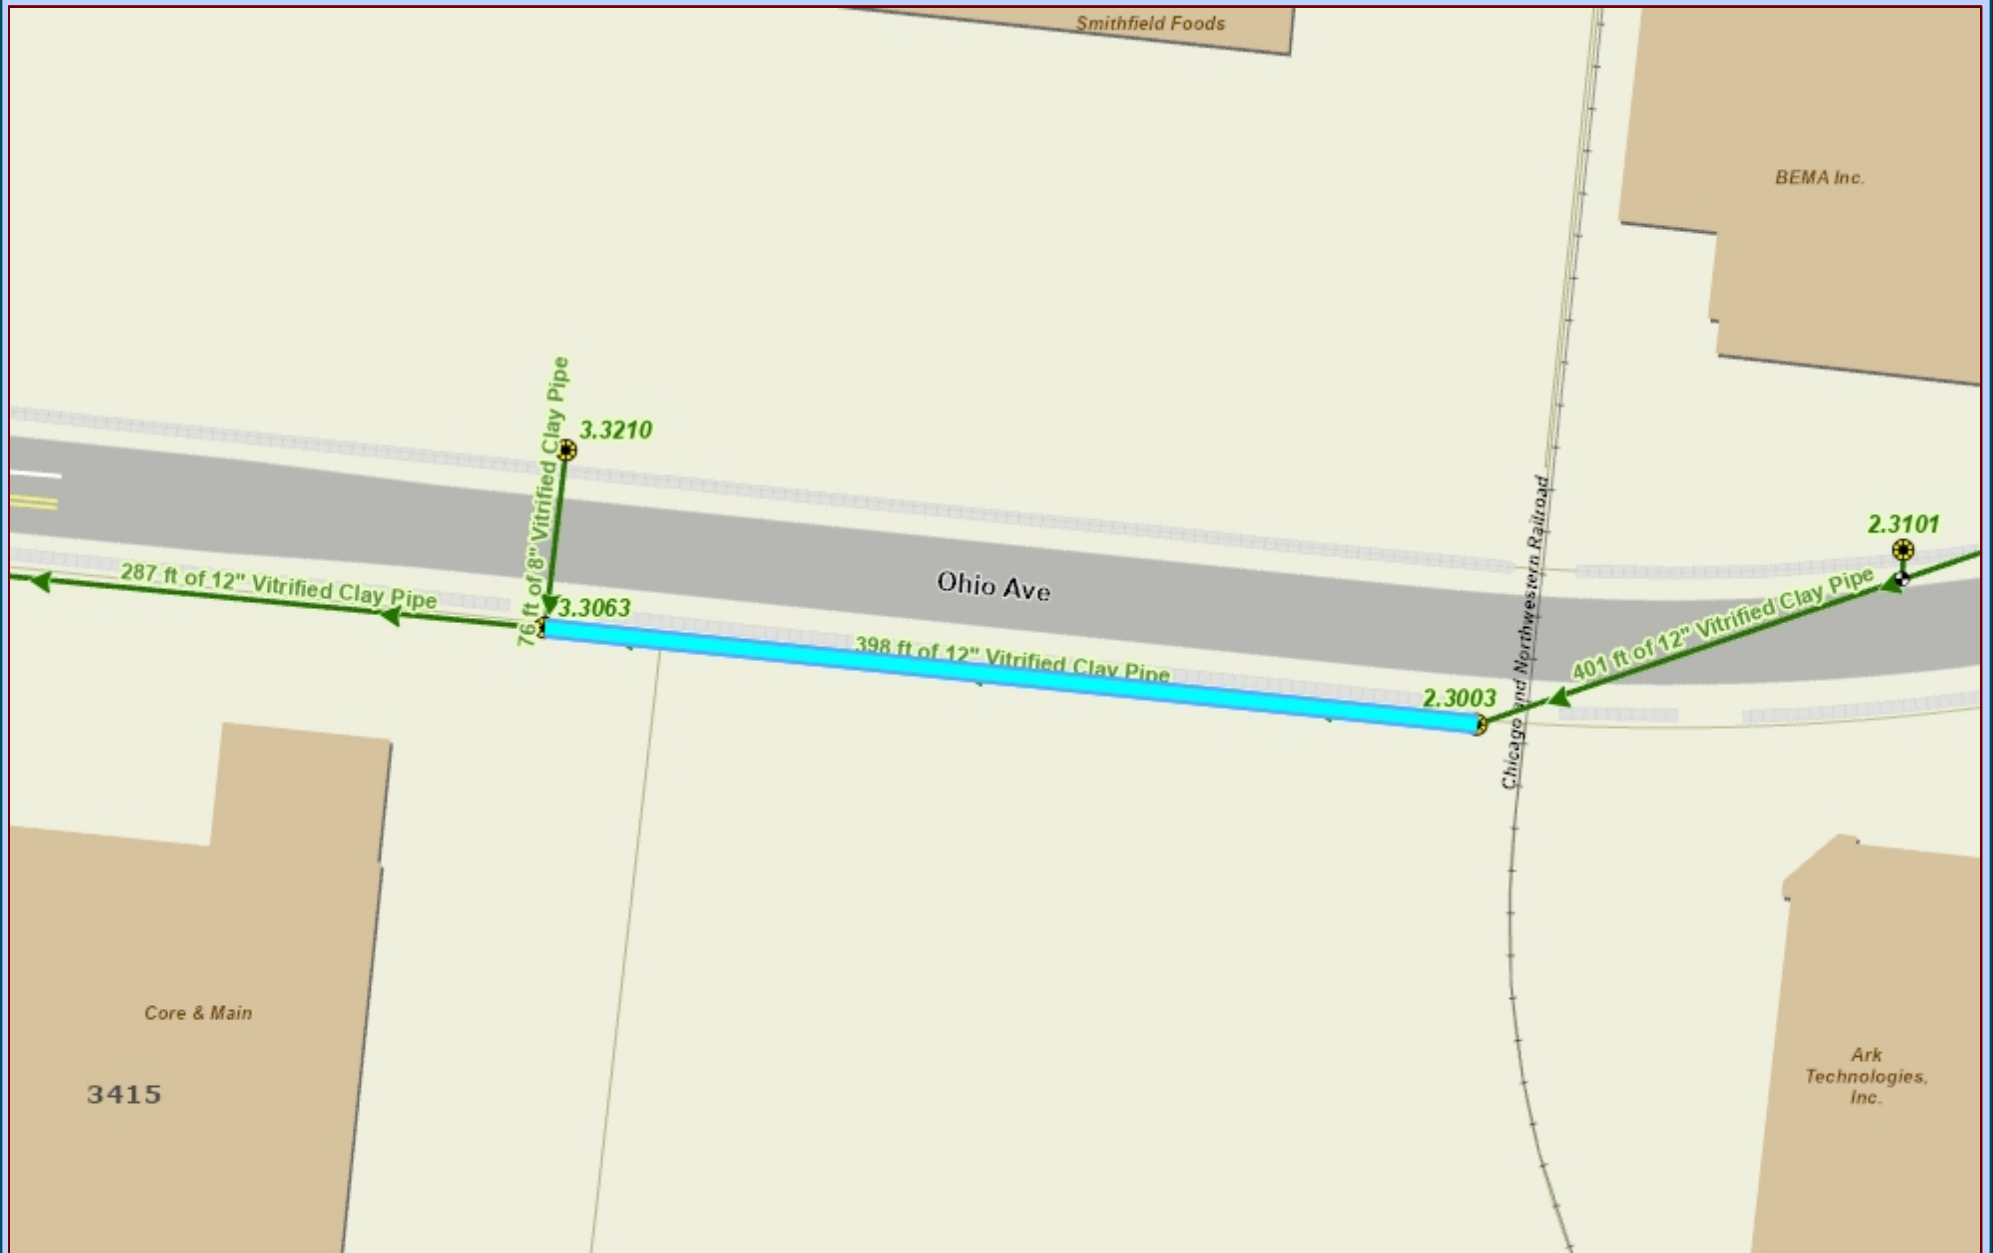 Smithfield Foods
BEMA Inc.
76 ft of 8" Vitrified Clay Pipe
3.3210
Chicago and Northwestern Railroad
2.3101
287 ft of 12" Vitrified Clay Pipe
3.3063
Ohio Ave
401 ft of 12" Vitrified Clay Pipe
398 ft of 12" Vitrified Clay Pipe
2.3003
Core & Main
3415
Ark
Technologies,
Inc.